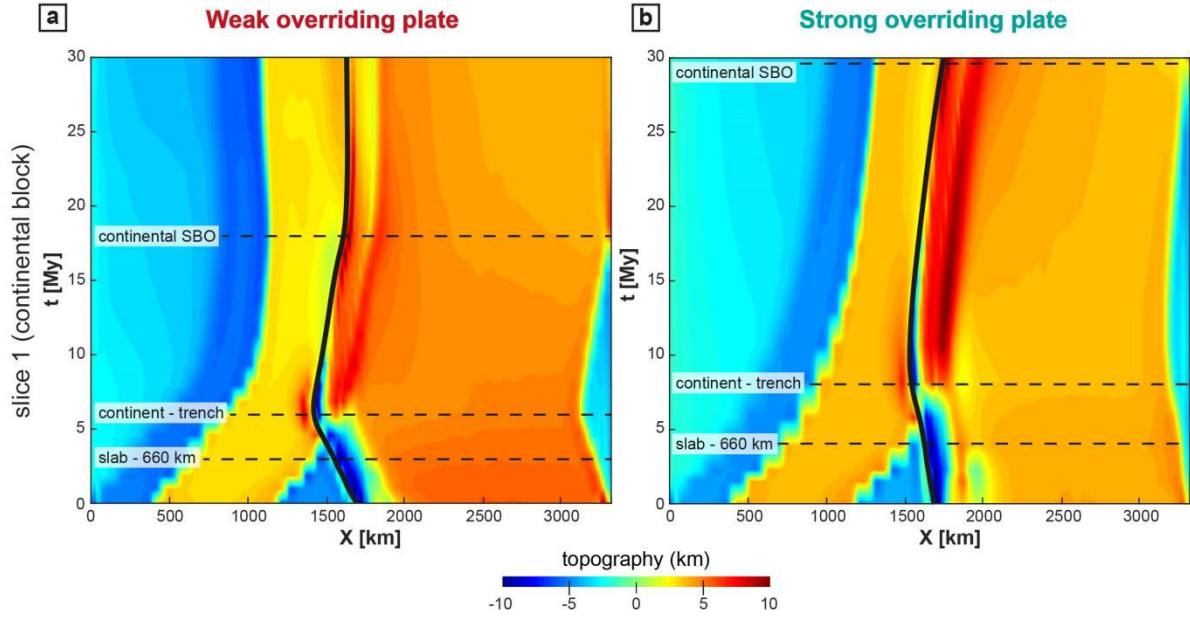 a
Weak overriding plate
b
Strong overriding plate
slice 1 (continental block)
t [My]
30
25
20
15
10
5
0
continental SBO
continent - trench
slab - 660 km
0
500
1000
1500
2000
2500
3000
X [km]
t [My]
30
25
20
15
10
5
0
continental SBO
continent - trench
slab - 660 km
0
500
1000
1500
2000
2500
3000
X [km]
topography (km)
-10
-5
0
5
10